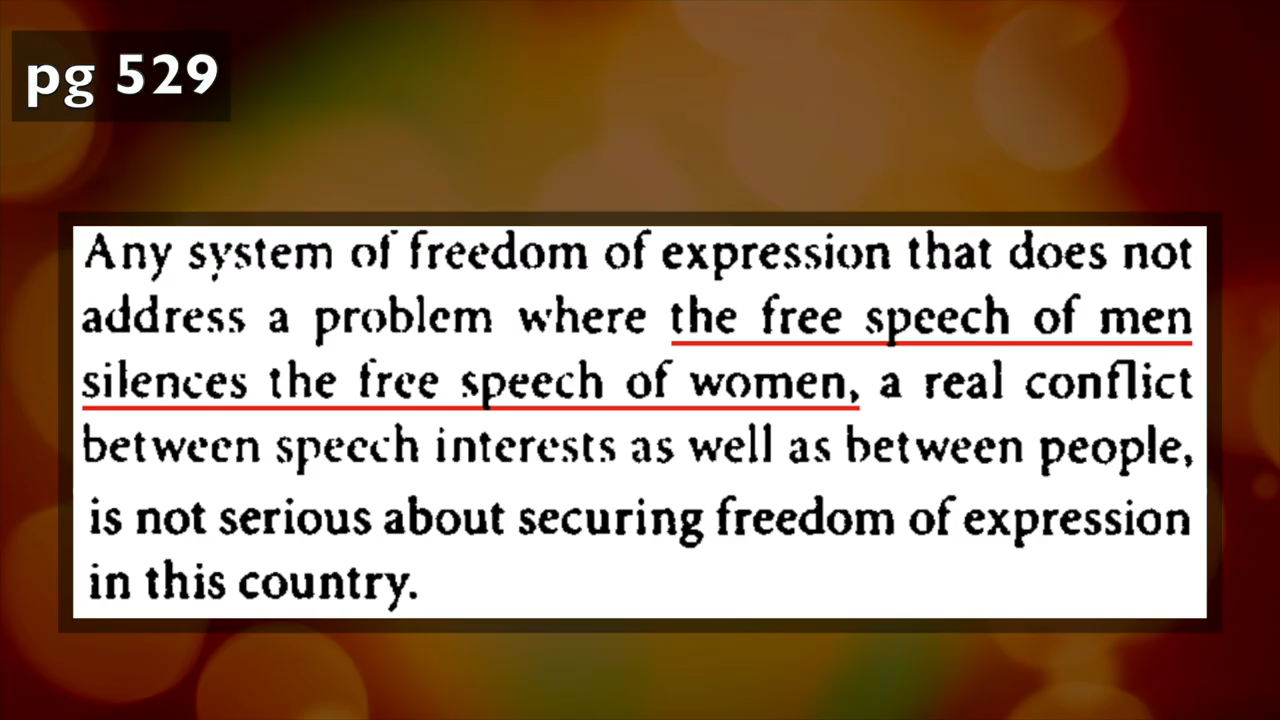 pg 529
Any system of freedom of expression that does not
address a problem where the free speech of men
silences the free speech of women, a real conflict
between speech interests as well as between people,
is not serious about securing freedom of expression
in this country.